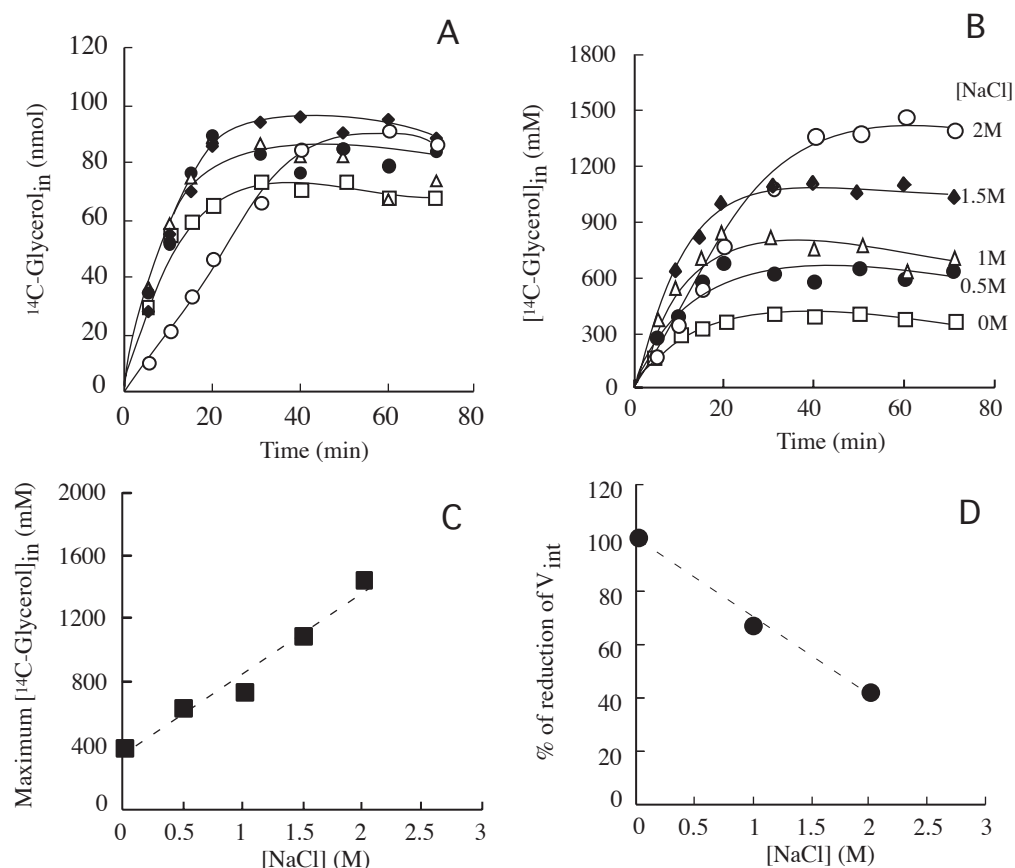 A
120
100
80
60
40
20
0
¹⁴C-Glycerol_in (nmol)
0 20 40 60 80
Time (min)
B
1800
1500
1200
900
600
300
0
[¹⁴C-Glycerol]_in (mM)
[NaCl]
2M
1.5M
1M
0.5M
0M
0 20 40 60 80
Time (min)
C
2000
1600
1200
800
400
0
Maximum [¹⁴C-Glycerol]_in (mM)
0 0.5 1 1.5 2 2.5 3
[NaCl] (M)
D
120
100
80
60
40
20
0
% of reduction of V_int
0 0.5 1 1.5 2 2.5 3
[NaCl] (M)